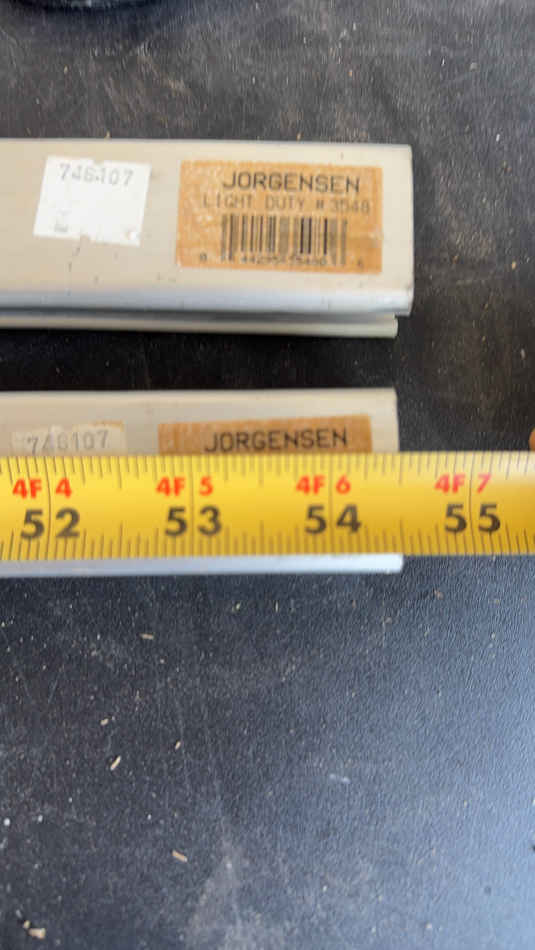 746107
JORGENSEN
LIGHT DUTY #3548
746107
JORGENSEN
4F 4 4F 5 4F 6 4F 7
52 53 54 55